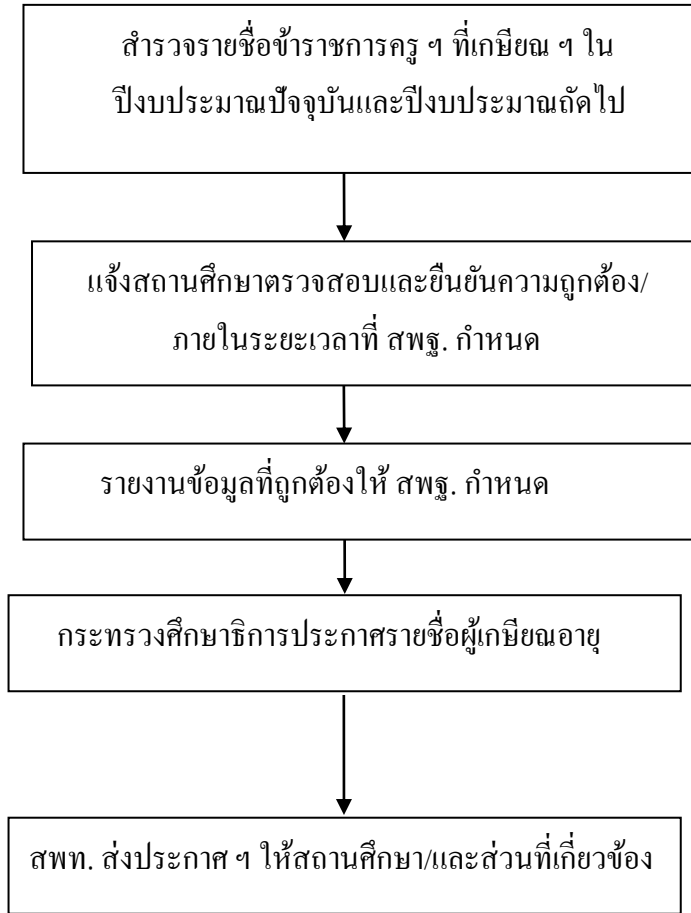 สำรวจรายชื่อข้าราชการครู ฯ ที่เกษียณ ฯ ใน
ปีงบประมาณปัจจุบันและปีงบประมาณถัดไป
แจ้งสถานศึกษาตรวจสอบและยืนยันความถูกต้อง/
ภายในระยะเวลาที่ สพฐ. กำหนด
รายงานข้อมูลที่ถูกต้องให้ สพฐ. กำหนด
กระทรวงศึกษาธิการประกาศรายชื่อผู้เกษียณอายุ
สพท. ส่งประกาศ ฯ ให้สถานศึกษา/และส่วนที่เกี่ยวข้อง